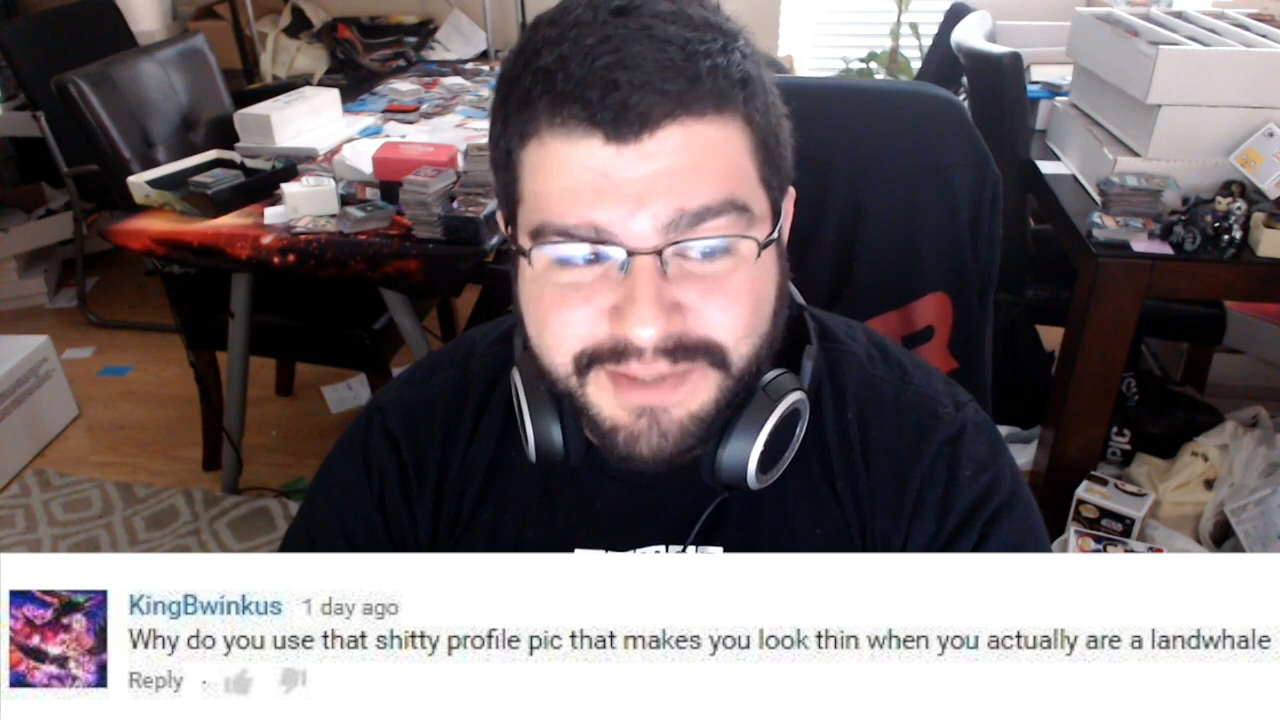 EPIC
KingBwinkus 1 day ago
Why do you use that shitty profile pic that makes you look thin when you actually are a landwhale
Reply